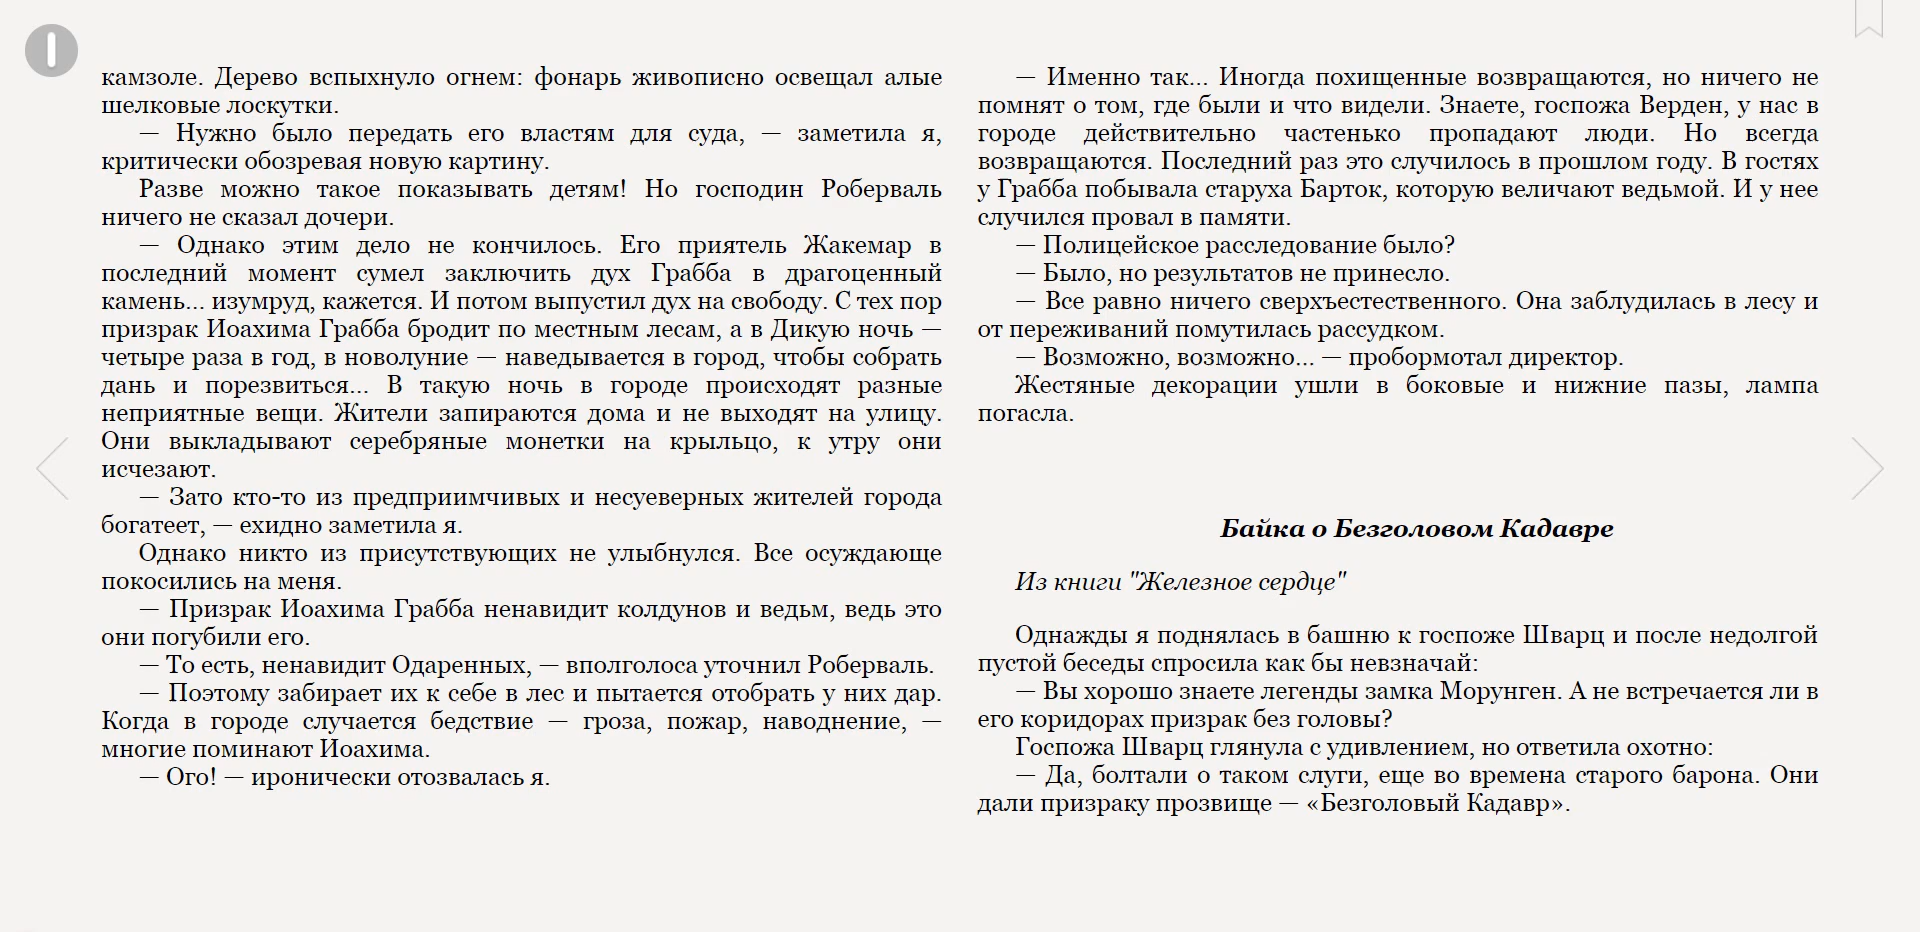 камзоле. Дерево вспыхнуло огнем: фонарь живописно освещал алые
шелковые лоскутки.
— Нужно было передать его властям для суда, — заметила я,
критически обозревая новую картину.
Разве можно такое показывать детям! Но господин Роберваль
ничего не сказал дочери.
— Однако этим дело не кончилось. Его приятель Жакемар в
последний момент сумел заключить дух Грабба в драгоценный
камень... изумруд, кажется. И потом выпустил дух на свободу. С тех пор
призрак Иоахима Грабба бродит по местным лесам, а в Дикую ночь —
четыре раза в год, в новолуние — наведывается в город, чтобы собрать
дань и порезвиться... В такую ночь в городе происходят разные
неприятные вещи. Жители запираются дома и не выходят на улицу.
Они выкладывают серебряные монетки на крыльцо, к утру они
исчезают.
— Зато кто-то из предприимчивых и несуеверных жителей города
богатеет, — ехидно заметила я.
Однако никто из присутствующих не улыбнулся. Все осуждающе
покосились на меня.
— Призрак Иоахима Грабба ненавидит колдунов и ведьм, ведь это
они погубили его.
— То есть, ненавидит Одаренных, — вполголоса уточнил Роберваль.
— Поэтому забирает их к себе в лес и пытается отобрать у них дар.
Когда в городе случается бедствие — гроза, пожар, наводнение, —
многие поминают Иоахима.
— Ого! — иронически отозвалась я.
— Именно так... Иногда похищенные возвращаются, но ничего не
помнят о том, где были и что видели. Знаете, госпожа Верден, у нас в
городе действительно частенько пропадают люди. Но всегда
возвращаются. Последний раз это случилось в прошлом году. В гостях
у Грабба побывала старуха Барток, которую величают ведьмой. И у нее
случился провал в памяти.
— Полицейское расследование было?
— Было, но результатов не принесло.
— Все равно ничего сверхъестественного. Она заблудилась в лесу и
от переживаний помутилась рассудком.
— Возможно, возможно... — пробормотал директор.
Жестяные декорации ушли в боковые и нижние пазы, лампа
погасла.
Байка о Безголовом Кадавре
Из книги "Железное сердце"
Однажды я поднялась в башню к госпоже Шварц и после недолгой
пустой беседы спросила как бы невзначай:
— Вы хорошо знаете легенды замка Морунген. А не встречается ли в
его коридорах призрак без головы?
Госпожа Шварц глянула с удивлением, но ответила охотно:
— Да, болтали о таком слуги, еще во времена старого барона. Они
дали призраку прозвище — «Безголовый Кадавр».